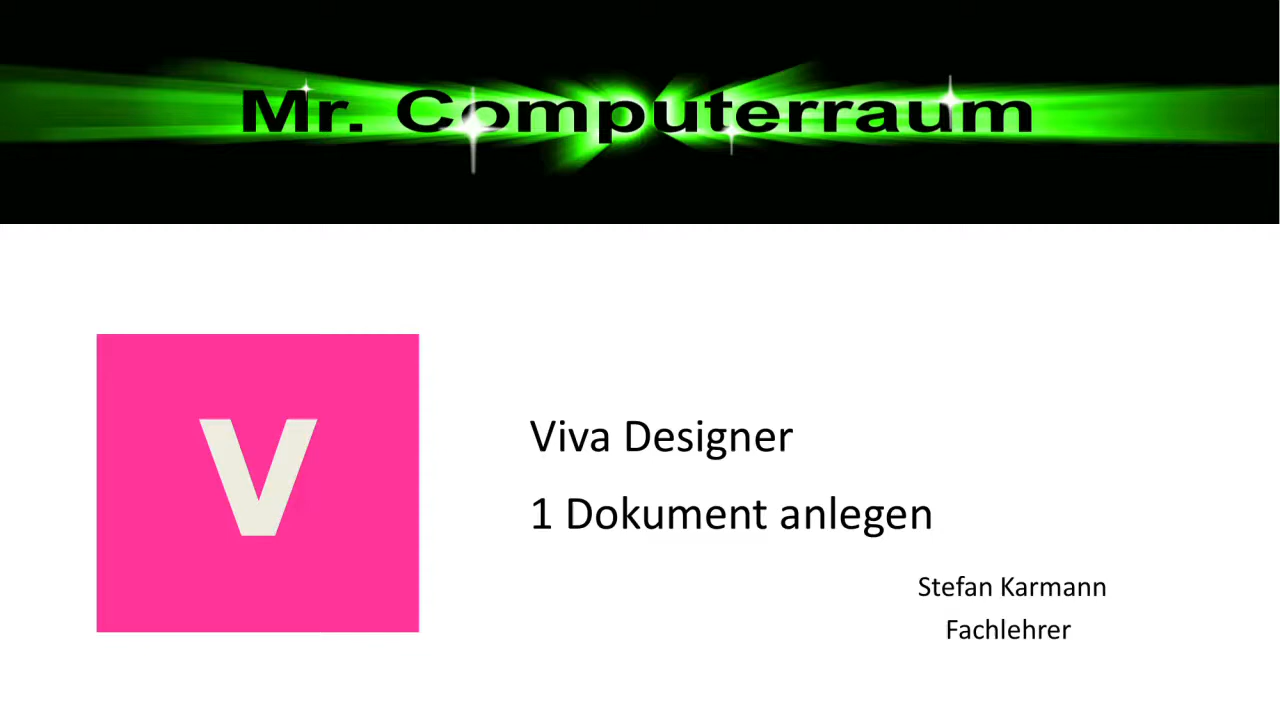 Mr. Computerraum
V
Viva Designer
1 Dokument anlegen
Stefan Karmann
Fachlehrer